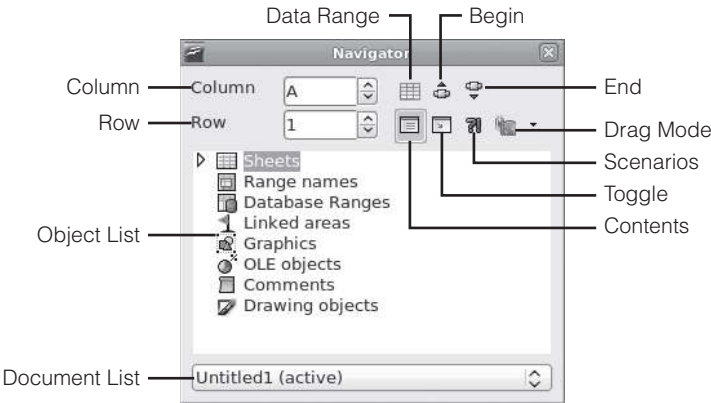 Data Range
Begin
Navigator
Column
Column
A
End
Row
Row
1
Drag Mode
Scenarios
Toggle
Contents
Sheets
Range names
Database Ranges
Linked areas
Object List
Graphics
OLE objects
Comments
Drawing objects
Document List
Untitled1 (active)